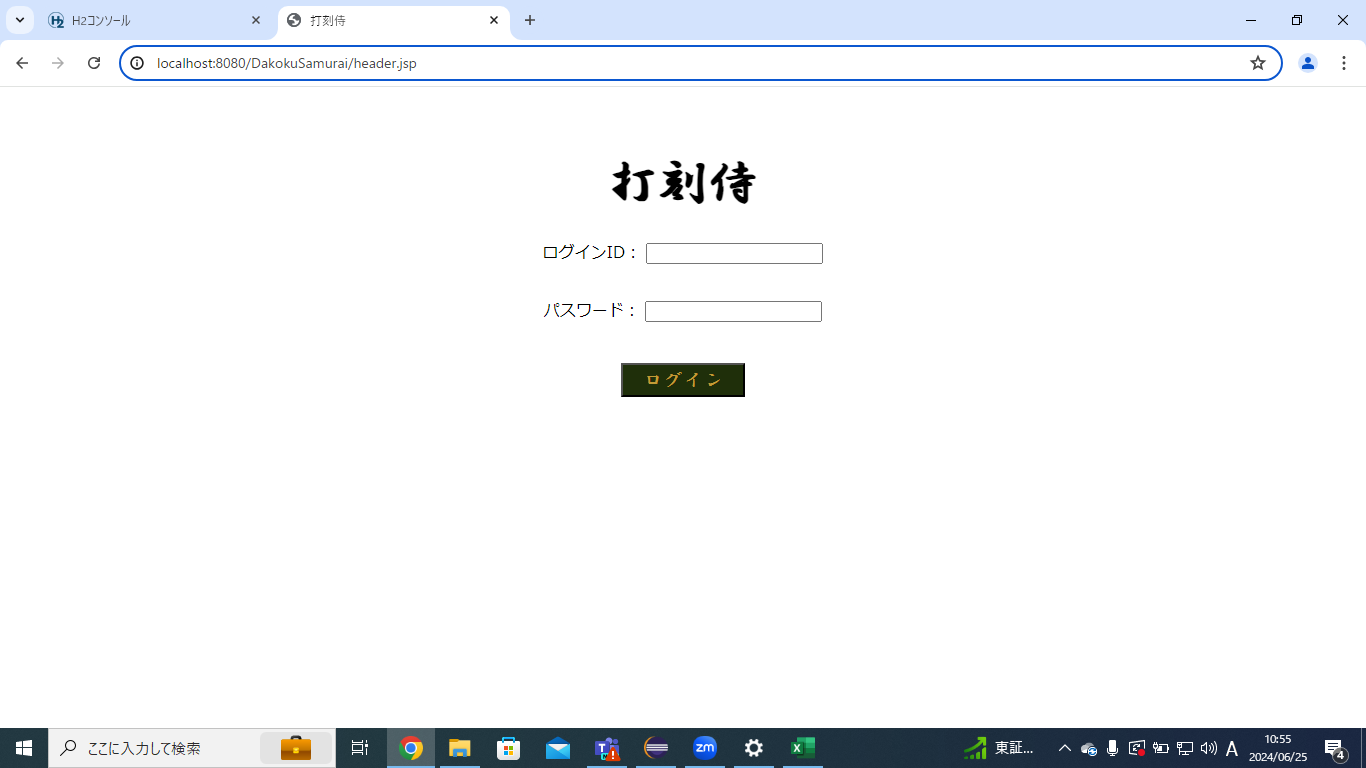 H2コンソール
打刻侍
localhost:8080/DakokuSamurai/header.jsp
打刻侍
ログインID：
パスワード：
ログイン
ここに入力して検索
zm
東証...
A
10:55
2024/06/25
4